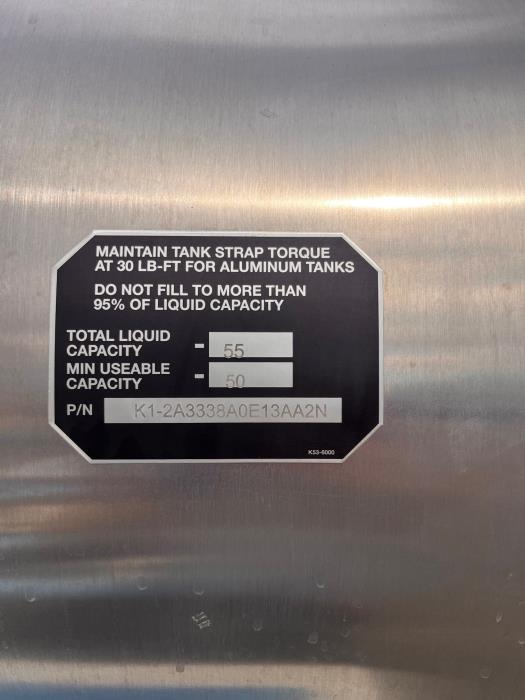 MAINTAIN TANK STRAP TORQUE
AT 30 LB-FT FOR ALUMINUM TANKS
DO NOT FILL TO MORE THAN
95% OF LIQUID CAPACITY
TOTAL LIQUID
CAPACITY - 55
MIN USEABLE
CAPACITY - 50
P/N K1-2A3338A0E13AA2N
K53-6000